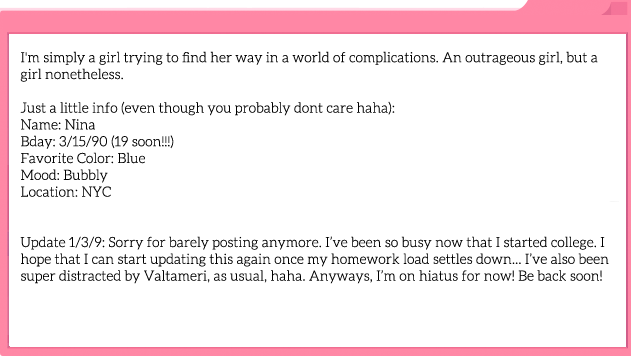 I'm simply a girl trying to find her way in a world of complications. An outrageous girl, but a
girl nonetheless.
Just a little info (even though you probably dont care haha):
Name: Nina
Bday: 3/15/90 (19 soon!!!)
Favorite Color: Blue
Mood: Bubbly
Location: NYC
Update 1/3/9: Sorry for barely posting anymore. I've been so busy now that I started college. I
hope that I can start updating this again once my homework load settles down... I've also been
super distracted by Valtameri, as usual, haha. Anyways, I'm on hiatus for now! Be back soon!